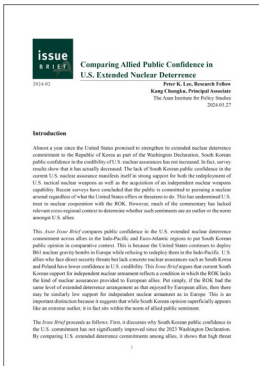 issue
BRIEF
2024-02
Comparing Allied Public Confidence in
U.S. Extended Nuclear Deterrence
Peter K. Lee, Research Fellow
Kang Chungku, Principal Associate
The Asan Institute for Policy Studies
2024.03.27
Introduction
Almost a year since the United States promised to strengthen its extended nuclear deterrence
commitment to the Republic of Korea as part of the Washington Declaration, South Korean
public confidence in the credibility of U.S. nuclear assurances has not increased. In fact, survey
results show that it has actually decreased. The lack of South Korean public confidence in the
current U.S. nuclear assurances manifests itself in strong support for both the redeployment of
U.S. tactical nuclear weapons as well as the acquisition of an independent nuclear weapons
capability. Recent surveys have concluded that the public is committed to pursuing a nuclear
arsenal regardless of what the United States offers or threatens to do. This has undermined U.S.
trust in nuclear cooperation with the ROK. However, much of the commentary has lacked
relevant cross-regional context to determine whether such sentiments are an outlier or the norm
amongst U.S. allies.
This Asan Issue Brief compares public confidence in the U.S. extended nuclear deterrence
commitment across allies in the Indo-Pacific and Euro-Atlantic regions to put South Korean
public opinion in comparative context. This is because the United States continues to deploy
B61 nuclear gravity bombs in Europe while refusing to redeploy them in the Indo-Pacific. U.S.
allies who face direct security threats but lack concrete nuclear assurances such as South Korea
and Poland have lower confidence in U.S. credibility. This Issue Brief argues that current South
Korean support for independent nuclear armament reflects a condition in which the ROK lacks
the kind of nuclear assurances provided to European allies. Put simply, if the ROK had the
same level of extended deterrence arrangement as that enjoyed by European allies, then there
may be similarly low support for independent nuclear armament as in Europe. This is an
important distinction because it suggests that while South Korean opinion superficially appears
like an extreme outlier, it in fact sits within the norm of allied public sentiment.
The Issue Brief proceeds as follows. First, it discusses why South Korean public confidence in
the U.S. commitment has not significantly improved since the 2023 Washington Declaration.
By comparing U.S. extended deterrence commitments among allies, it shows that high threat
1